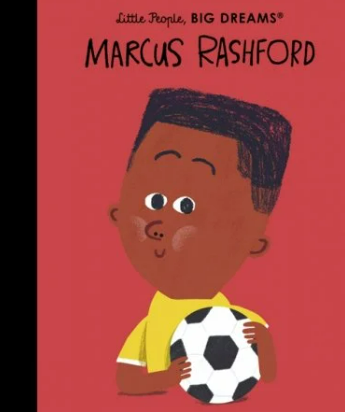 Little People, BIG DREAMS®
MARCUS RASHFORD